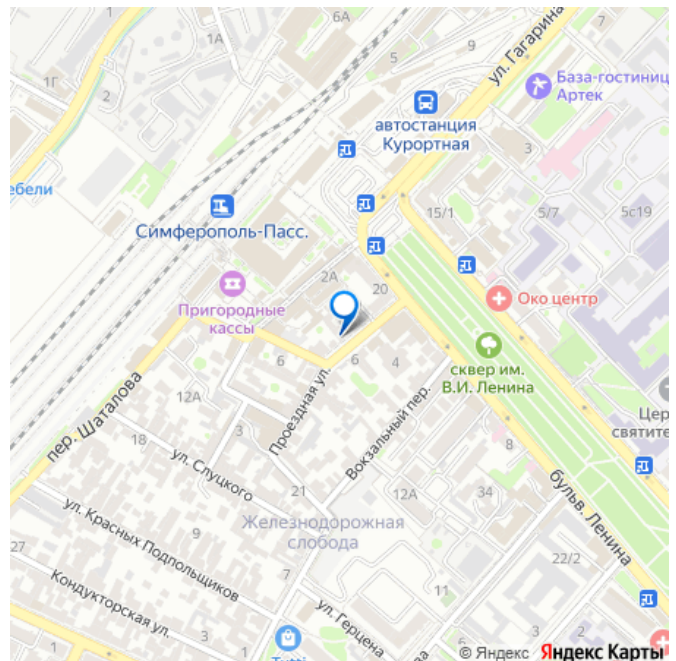 6А
1А
5
9
1Г
2
7
ул. Гагарина
База-гостиниц
Артек
автостанция
Курортная
3
ебели
15/1
5/7
5с19
Симферополь-Пасс.
2А
20
Око центр
Пригородные
кассы
сквер им.
В.И. Ленина
6
6
4
12А
пер. Шаталова
Проездная ул.
Вокзальный пер.
Цер
святите
18
3
8
ул. Слуцкого
21
12А
34
бульв. Ленина
ул. Красных Подпольщиков
Железнодорожная
слобода
9
27
22/2
7
11
Кондукторская ул.
ул. Герцена
3
1
1
© Яндекс Яндекс Карты